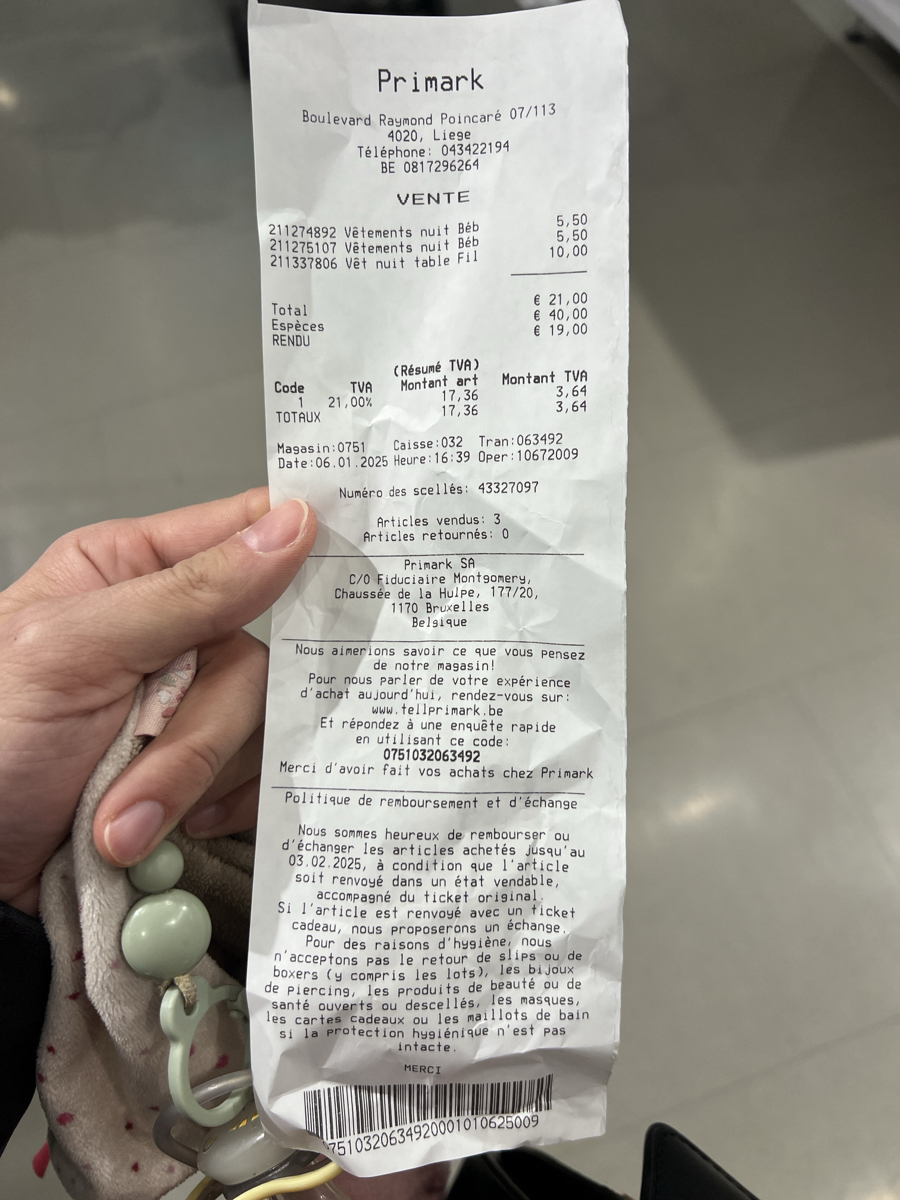 Primark
Boulevard Raymond Poincaré 07/113
4020, Liege
Téléphone: 043422194
BE 0817296264
VENTE
211274892 Vêtements nuit Béb 5,50
211275107 Vêtements nuit Béb 5,50
211337806 Vêt nuit table Fil 10,00
Total € 21,00
Espèces € 40,00
RENDU € 19,00
(Résumé TVA)
Code TVA Montant art Montant TVA
1 21,00% 17,36 3,64
TOTAUX 17,36 3,64
Magasin:0751 Caisse:032 Tran:063492
Date:06.01.2025 Heure:16:39 Oper:10672009
Numéro des scellés: 43327097
Articles vendus: 3
Articles retournés: 0
Primark SA
C/O Fiduciaire Montgomery,
Chaussée de la Hulpe, 177/20,
1170 Bruxelles
Belgique
Nous aimerions savoir ce que vous pensez
de notre magasin!
Pour nous parler de votre expérience
d'achat aujourd'hui, rendez-vous sur:
www.tellprimark.be
Et répondez à une enquête rapide
en utilisant ce code:
0751032063492
Merci d'avoir fait vos achats chez Primark
Politique de remboursement et d'échange
Nous sommes heureux de rembourser ou
d'échanger les articles achetés jusqu'au
03.02.2025, à condition que l'article
soit renvoyé dans un état vendable,
accompagné du ticket original.
Si l'article est renvoyé avec un ticket
cadeau, nous proposerons un échange.
Pour des raisons d'hygiène, nous
n'acceptons pas le retour de slips ou de
boxers (y compris les lots), les bijoux
de piercing, les produits de beauté ou de
santé ouverts ou descellés, les masques,
les cartes cadeaux ou les maillots de bain
si la protection hygiénique n'est pas
intacte.
MERCI
7510320634920001010625009